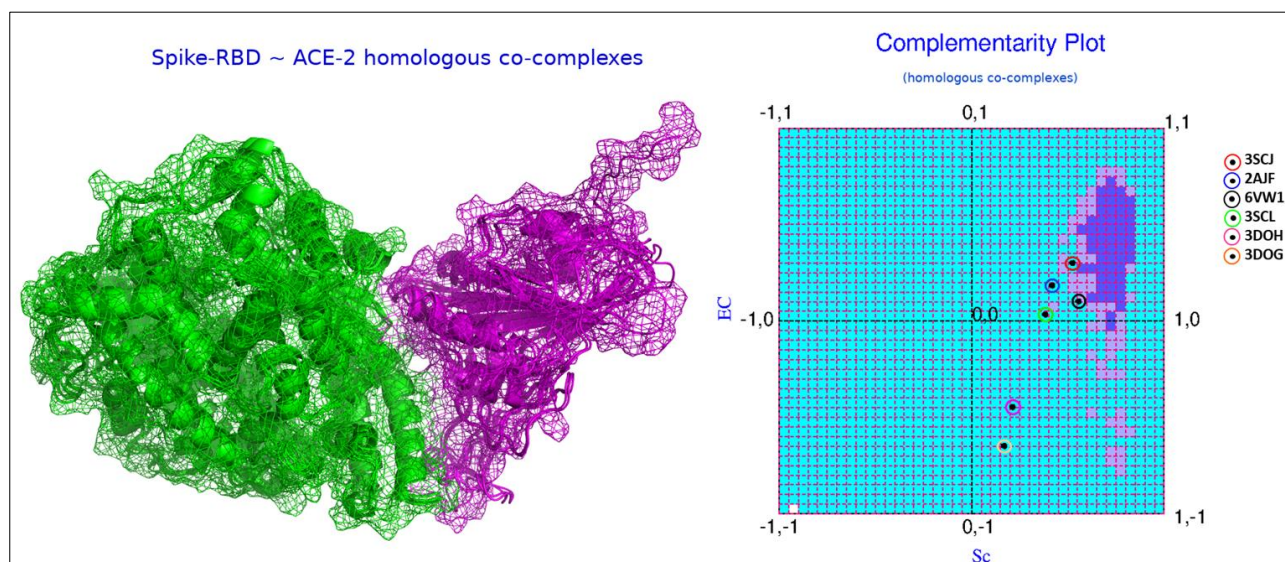 Spike-RBD ~ ACE-2 homologous co-complexes
Complementarity Plot
(homologous co-complexes)
-1,1
0,1
1,1
3SCJ
2AJF
6VW1
3SCL
3DOH
3DOG
EC
-1,0
0,0
1,0
-1,-1
0,-1
1,-1
Sc